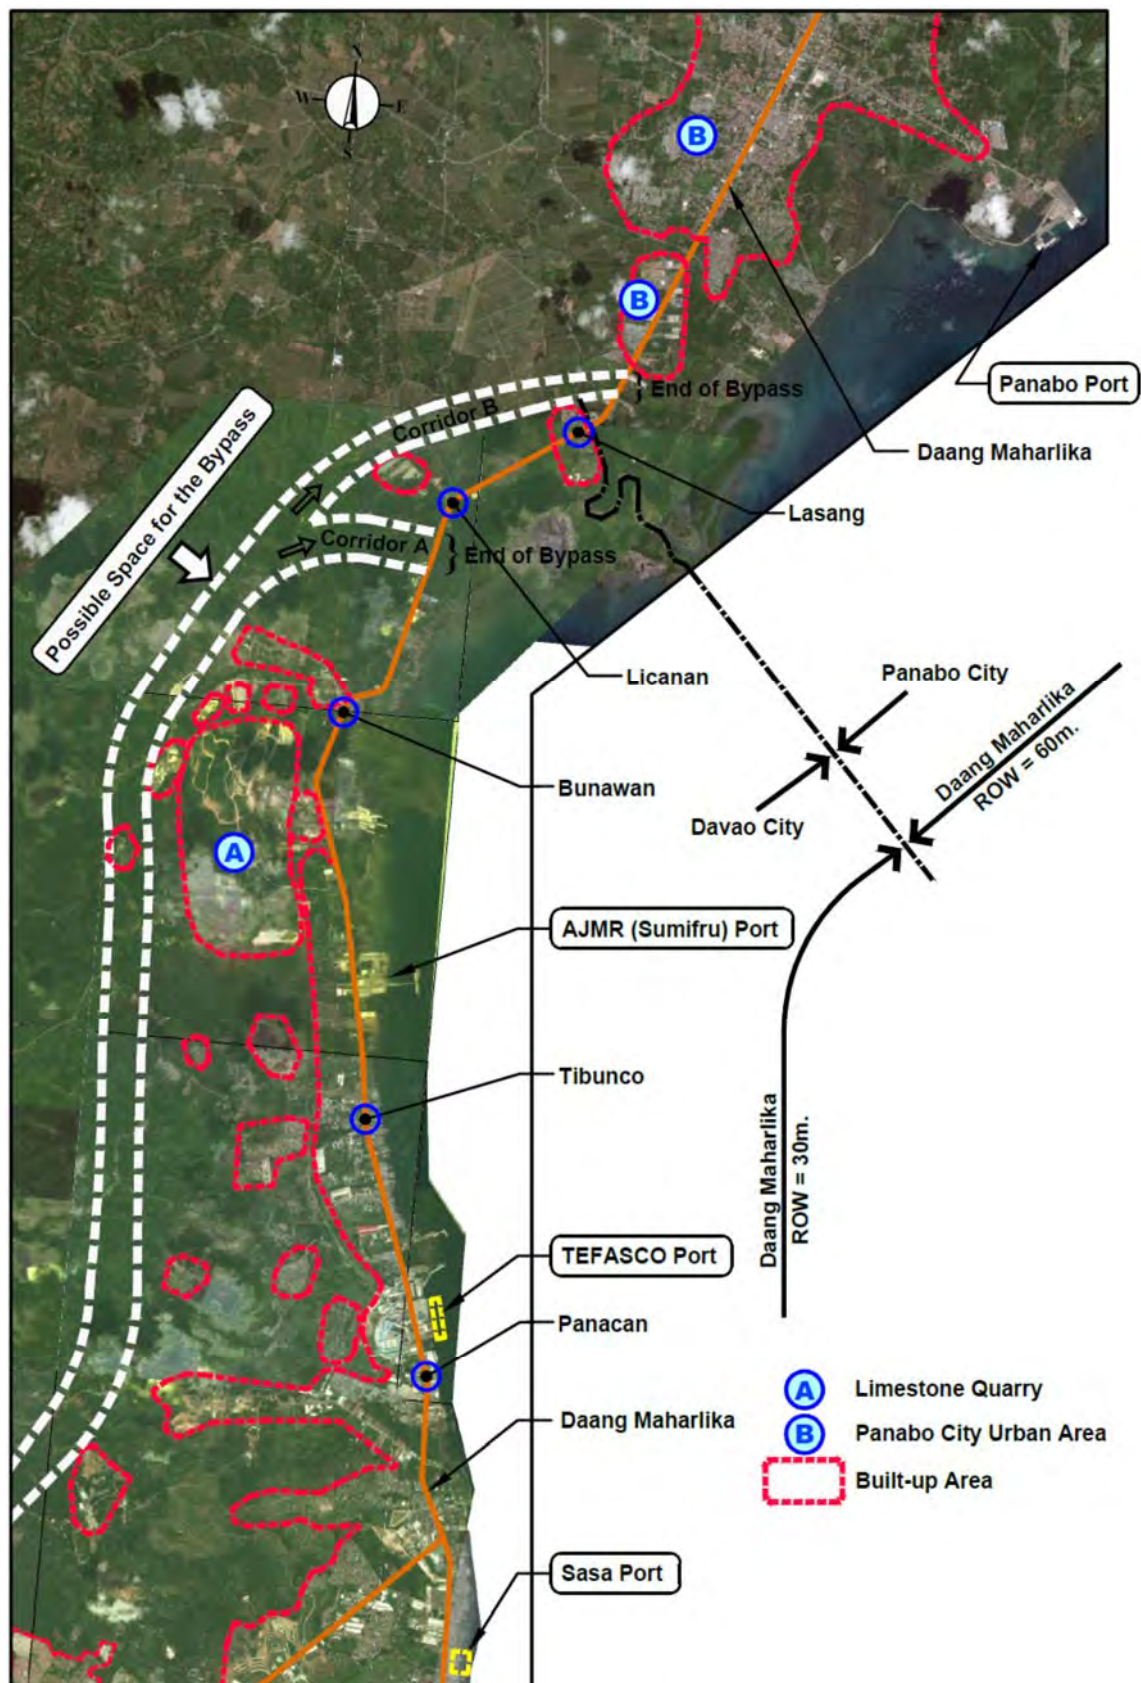 N
W
E
S
B
B
Panabo Port
Corridor B
End of Bypass
Daang Maharlika
Possible Space for the Bypass
Lasang
Corridor A
End of Bypass
Licanan
Panabo City
Daang Maharlika
ROW = 60m.
Bunawan
Davao City
A
AJMR (Sumifru) Port
Tibunco
Daang Maharlika
ROW = 30m.
TEFASCO Port
Panacan
A Limestone Quarry
Daang Maharlika
B Panabo City Urban Area
Built-up Area
Sasa Port